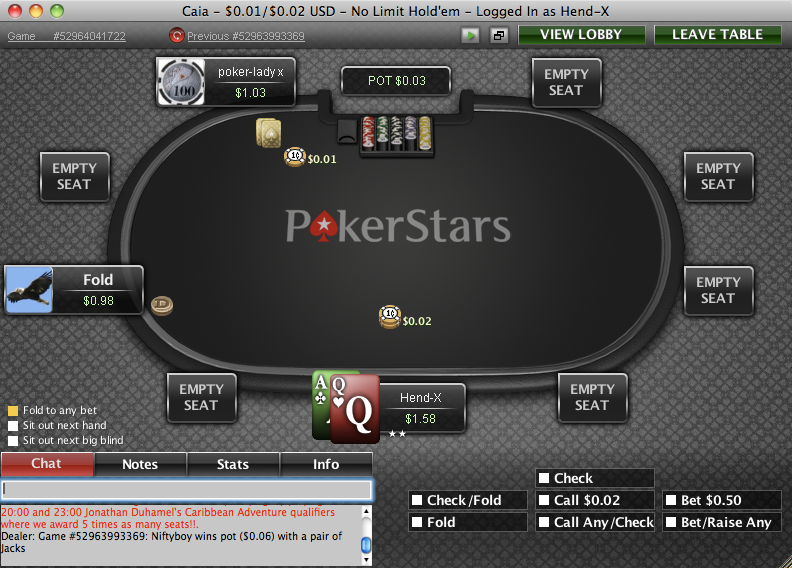 Caia - $0.01/$0.02 USD - No Limit Hold'em - Logged In as Hend-X
Game #52964041722
Previous #52963993369
VIEW LOBBY
LEAVE TABLE
100
poker-lady x
$1.03
POT $0.03
EMPTY
SEAT
1¢ $0.01
EMPTY
SEAT
EMPTY
SEAT
PokerStars
Fold
$0.98
D
EMPTY
SEAT
1¢ $0.02
EMPTY
SEAT
A
Q
Q
Hend-X
$1.58
EMPTY
SEAT
Fold to any bet
Sit out next hand
Sit out next big blind
Chat
Notes
Stats
Info
20:00 and 23:00 Jonathan Duhamel's Caribbean Adventure qualifiers
where we award 5 times as many seats!!.
Dealer: Game #52963993369: Niftyboy wins pot ($0.06) with a pair of
Jacks
Check
Check/Fold
Call $0.02
Bet $0.50
Fold
Call Any/Check
Bet/Raise Any